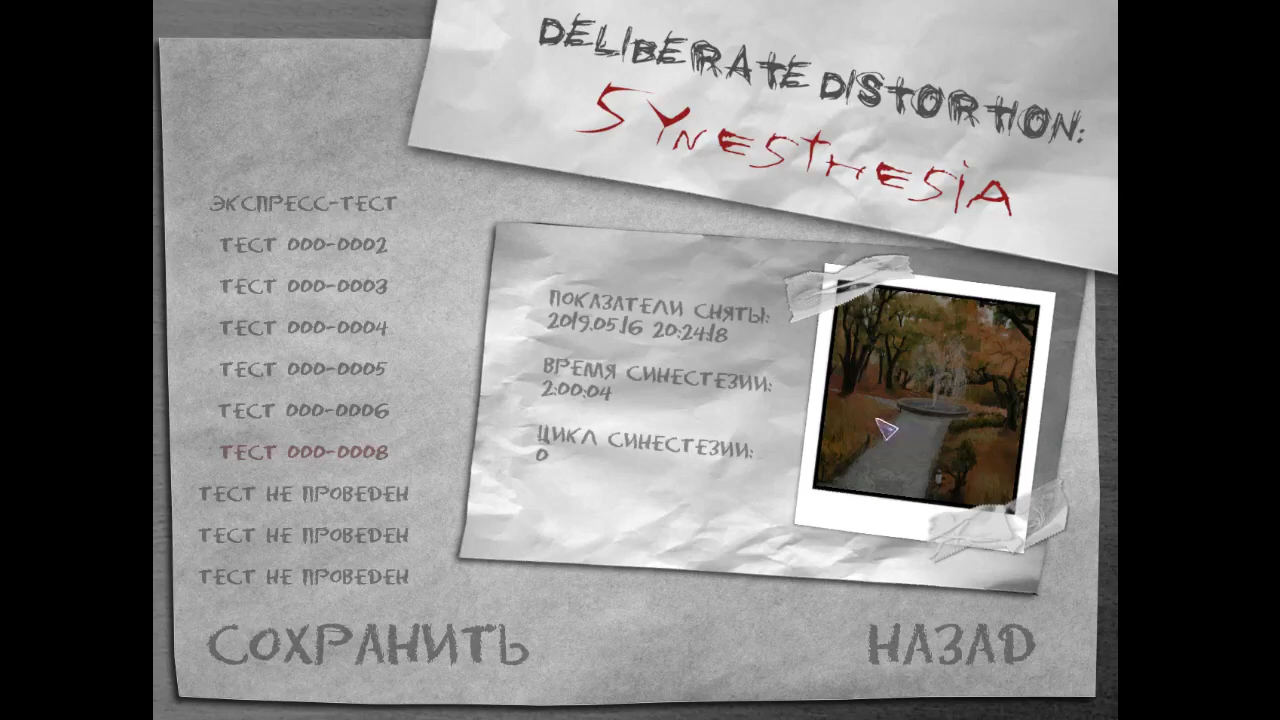 DELIBERATE DISTORTION:
SYNESTHESIA
ЭКСПРЕСС-ТЕСТ
ТЕСТ 000-0002
ТЕСТ 000-0003
ТЕСТ 000-0004
ТЕСТ 000-0005
ТЕСТ 000-0006
ТЕСТ 000-0008
ТЕСТ НЕ ПРОВЕДЕН
ТЕСТ НЕ ПРОВЕДЕН
ТЕСТ НЕ ПРОВЕДЕН
ПОКАЗАТЕЛИ СНЯТЫ:
2019.05.16 20:24:18
ВРЕМЯ СИНЕСТЕЗИИ:
2:00:04
ЦИКЛ СИНЕСТЕЗИИ:
0
СОХРАНИТЬ
НАЗАД